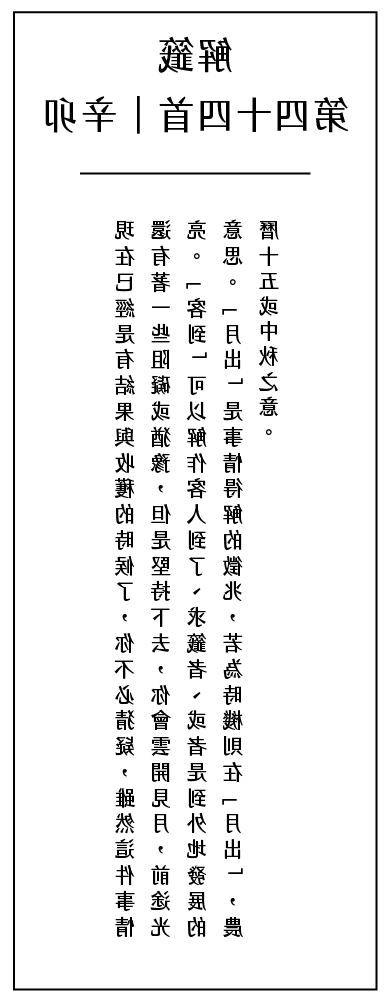 解籤
第四十四首｜辛卯
現在已經是有結果與收穫的時候了，你不必猜疑，雖然這件事情
還有著一些阻礙或猶豫，但是堅持下去，你會雲開見月，前途光
亮。「客到」可以解作客人到了、求籤者、或者是到外地發展的
意思。「月出」是事情得解的徵兆，若為時機則在「月出」，農
曆十五或中秋之意。